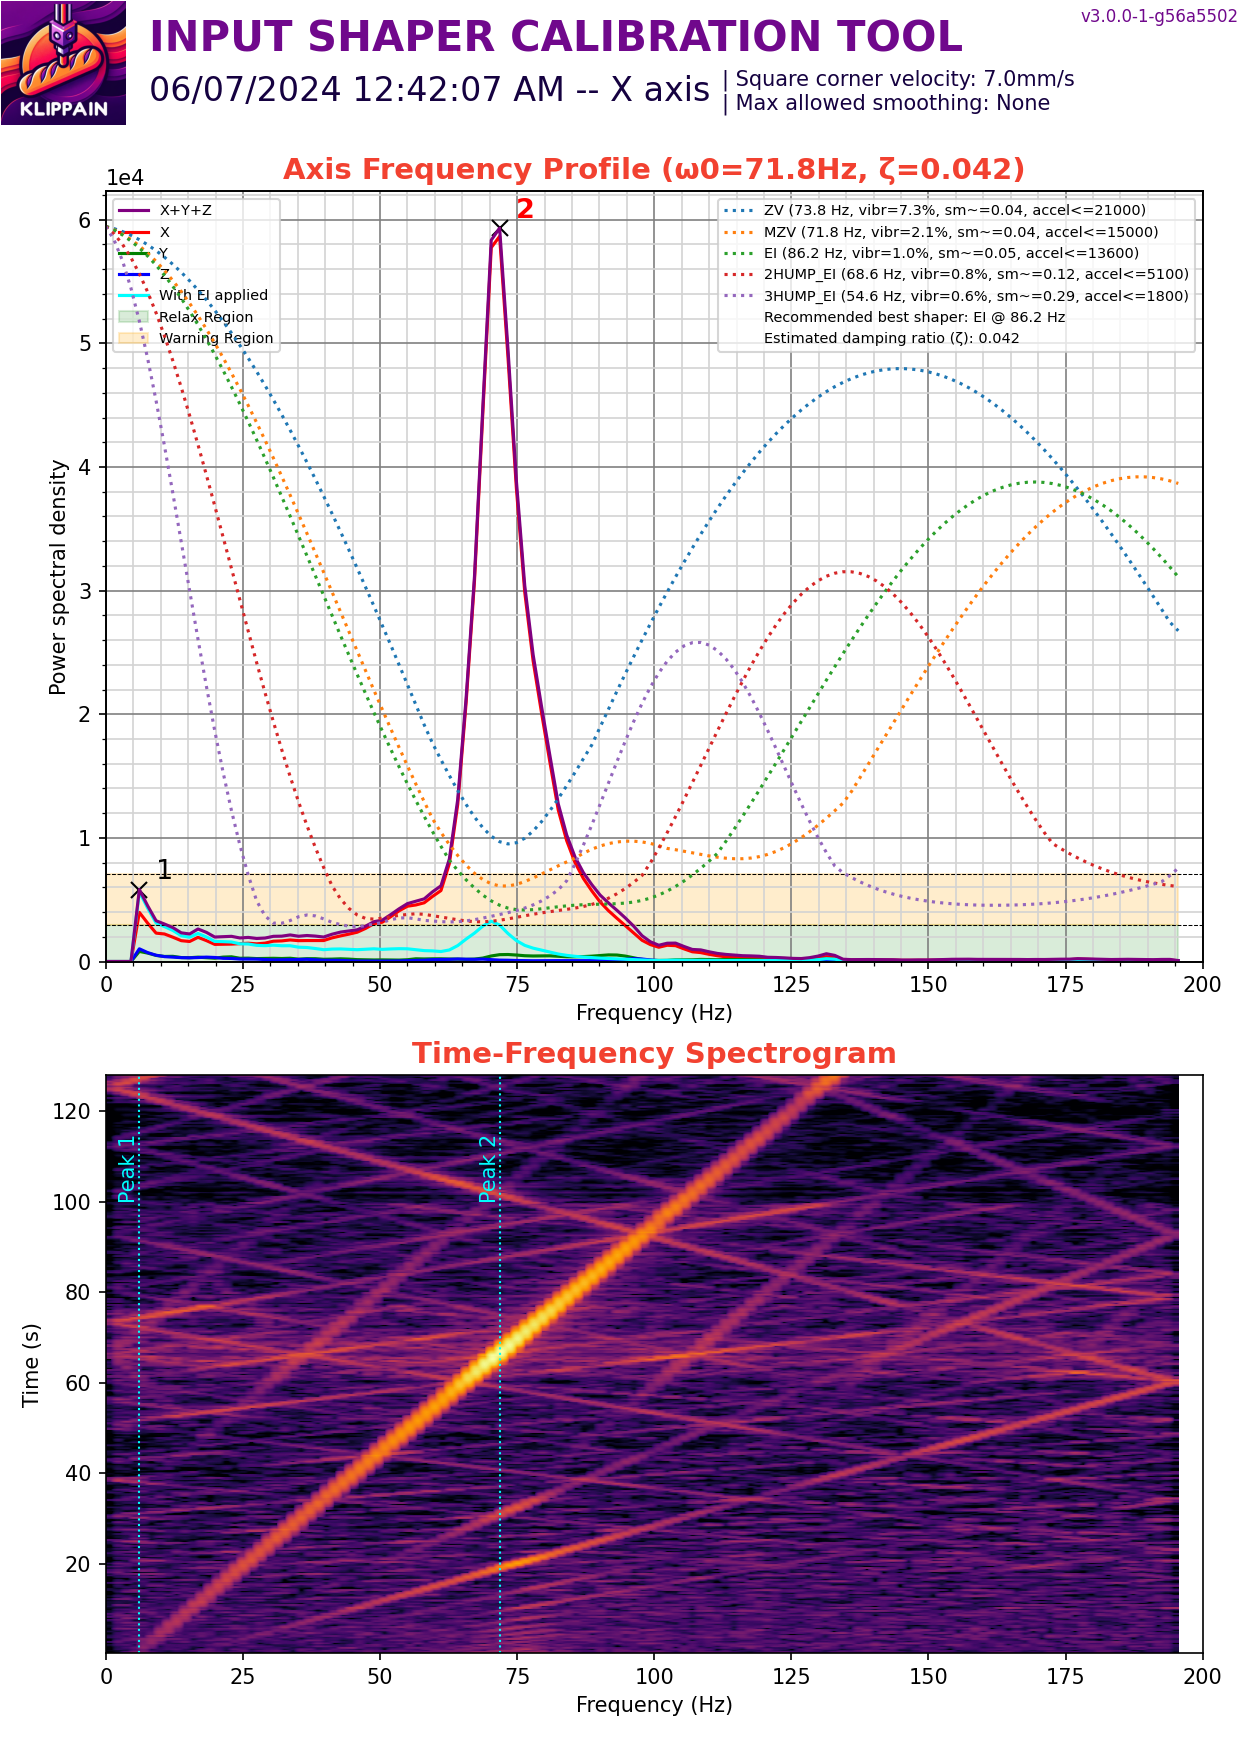 v3.0.0-1-g56a5502
INPUT SHAPER CALIBRATION TOOL
KLIPPAIN
06/07/2024 12:42:07 AM -- X axis
| Square corner velocity: 7.0mm/s
| Max allowed smoothing: None
Axis Frequency Profile (ω0=71.8Hz, ζ=0.042)
1e4
X+Y+Z
X
Y
Z
With EI applied
Relax Region
Warning Region
2
ZV (73.8 Hz, vibr=7.3%, sm~=0.04, accel<=21000)
MZV (71.8 Hz, vibr=2.1%, sm~=0.04, accel<=15000)
EI (86.2 Hz, vibr=1.0%, sm~=0.05, accel<=13600)
2HUMP_EI (68.6 Hz, vibr=0.8%, sm~=0.12, accel<=5100)
3HUMP_EI (54.6 Hz, vibr=0.6%, sm~=0.29, accel<=1800)
Recommended best shaper: EI @ 86.2 Hz
Estimated damping ratio (ζ): 0.042
6
5
4
3
2
1
0
Power spectral density
1
0 25 50 75 100 125 150 175 200
Frequency (Hz)
Time-Frequency Spectrogram
120
100
80
60
40
20
Time (s)
Peak 1
Peak 2
0 25 50 75 100 125 150 175 200
Frequency (Hz)